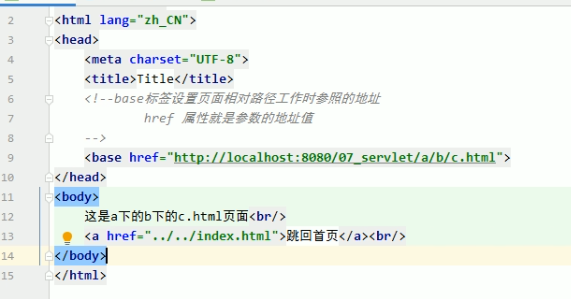 2 <html lang="zh_CN">
3 <head>
4 <meta charset="UTF-8">
5 <title>Title</title>
6 <!--base标签设置页面相对路径工作时参照的地址
7 href 属性就是参数的地址值
8 -->
9 <base href="http://localhost:8080/07_servlet/a/b/c.html">
10 </head>
11 <body>
12 这是a下的b下的c.html页面<br/>
13 <a href="../../index.html">跳回首页</a><br/>
14 </body>
15 </html>